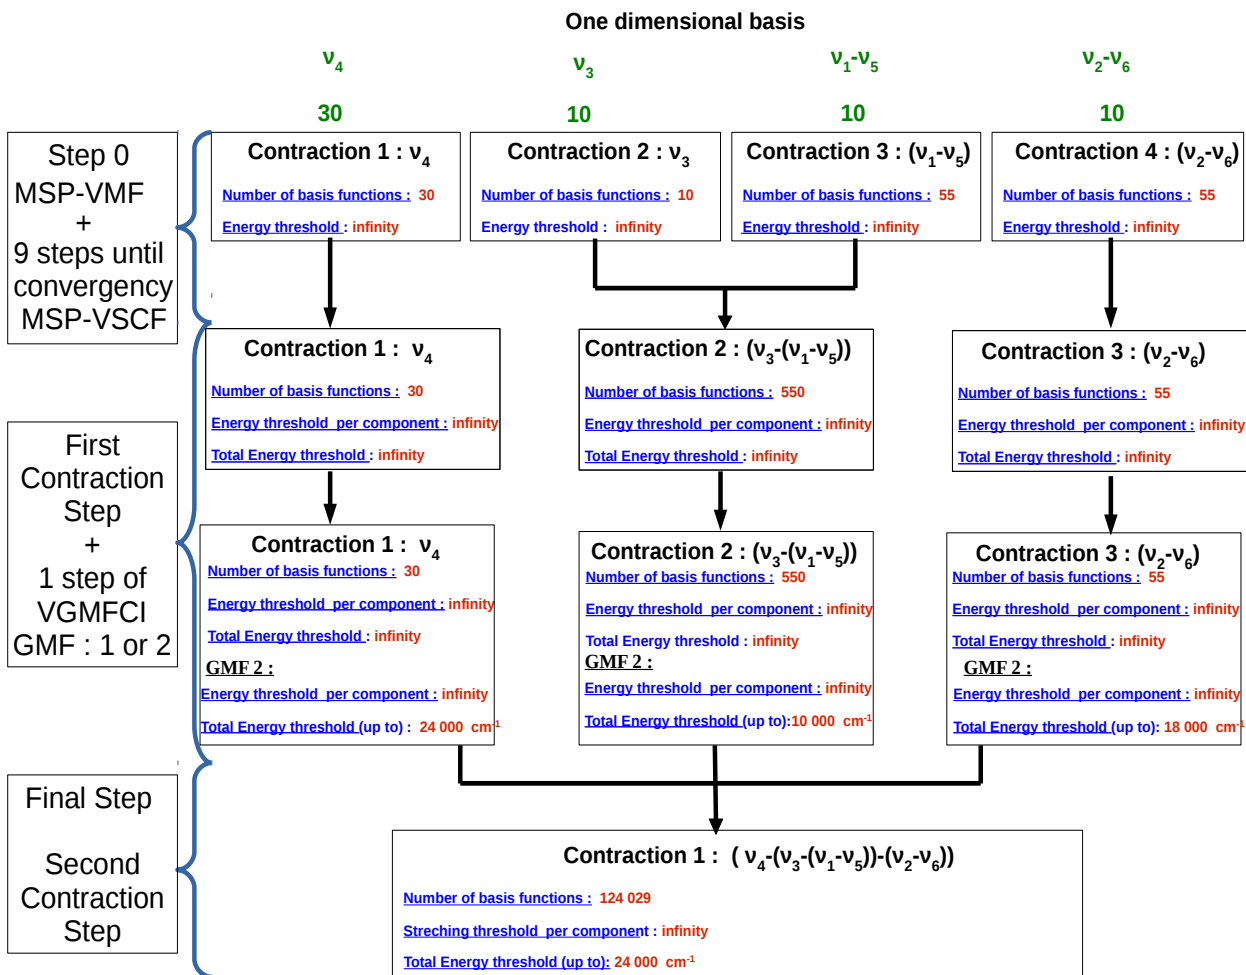 One dimensional basis
ν4
ν3
ν1-ν5
ν2-ν6
30
10
10
10
Step 0
MSP-VMF
+
9 steps until
convergency
MSP-VSCF
Contraction 1 : ν4
Number of basis functions : 30
Energy threshold : infinity
Contraction 2 : ν3
Number of basis functions : 10
Energy threshold : infinity
Contraction 3 : (ν1-ν5)
Number of basis functions : 55
Energy threshold : infinity
Contraction 4 : (ν2-ν6)
Number of basis functions : 55
Energy threshold : infinity
First
Contraction
Step
+
1 step of
VGMFCI
GMF : 1 or 2
Contraction 1 : ν4
Number of basis functions : 30
Energy threshold per component : infinity
Total Energy threshold : infinity
Contraction 2 : (ν3-(ν1-ν5))
Number of basis functions : 550
Energy threshold per component : infinity
Total Energy threshold : infinity
Contraction 3 : (ν2-ν6)
Number of basis functions : 55
Energy threshold per component : infinity
Total Energy threshold : infinity
Contraction 1 : ν4
Number of basis functions : 30
Energy threshold per component : infinity
Total Energy threshold : infinity
GMF 2 :
Energy threshold per component : infinity
Total Energy threshold (up to) : 24 000 cm-1
Contraction 2 : (ν3-(ν1-ν5))
Number of basis functions : 550
Energy threshold per component : infinity
Total Energy threshold : infinity
GMF 2 :
Energy threshold per component : infinity
Total Energy threshold (up to): 10 000 cm-1
Contraction 3 : (ν2-ν6)
Number of basis functions : 55
Energy threshold per component : infinity
Total Energy threshold : infinity
GMF 2 :
Energy threshold per component : infinity
Total Energy threshold (up to): 18 000 cm-1
Final Step
Second
Contraction
Step
Contraction 1 : ( ν4-(ν3-(ν1-ν5))-(ν2-ν6))
Number of basis functions : 124 029
Streching threshold per component : infinity
Total Energy threshold (up to): 24 000 cm-1